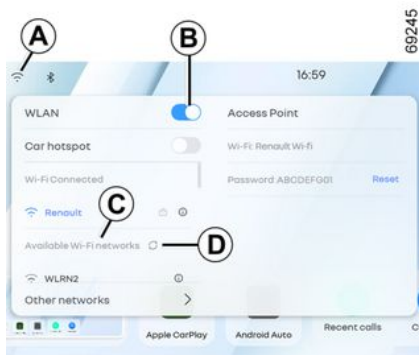 A
B
69245
16:59
WLAN
Access Point
Car hotspot
Wi-Fi: Renault Wi-fi
Wi-Fi Connected
Password: ABCDEFG01 Reset
C
Renault
D
Available Wi-Fi networks
WLRN2
Other networks
Apple CarPlay
Android Auto
Recent calls